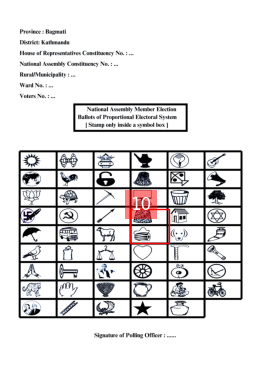 Province : Bagmati
District: Kathmandu
House of Representatives Constituency No. : ...
National Assembly Constituency No. : ...
Rural/Municipality : ...
Ward No. : ...
Voters No. : ...
National Assembly Member Election
Ballots of Proportional Electoral System
[ Stamp only inside a symbol box ]
10
Signature of Polling Officer : ......